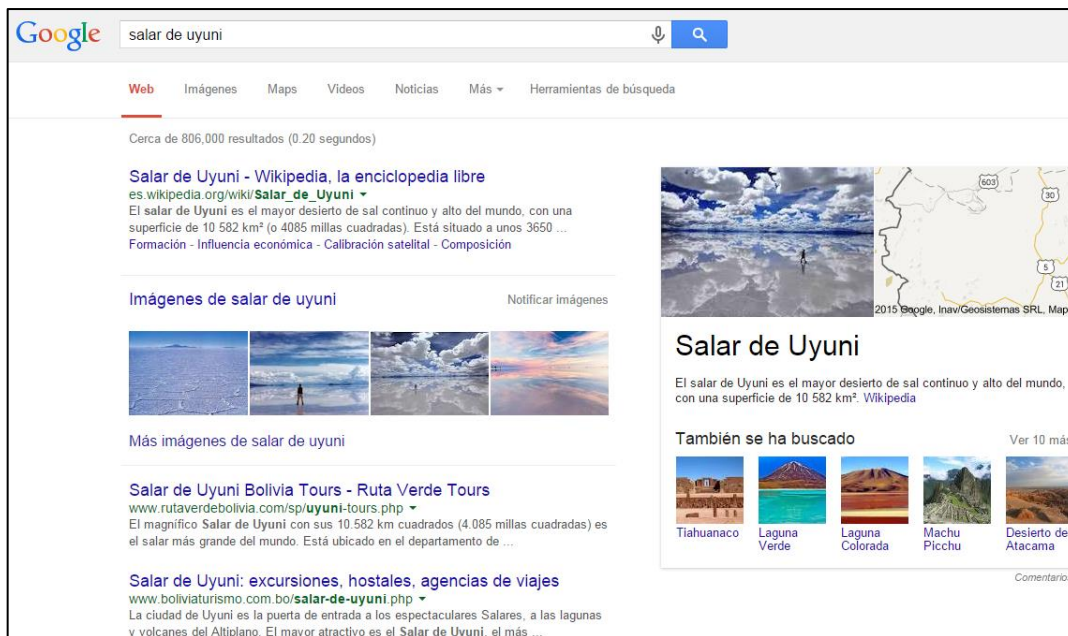 Google
salar de uyuni
Web Imágenes Maps Videos Noticias Más Herramientas de búsqueda
Cerca de 806,000 resultados (0.20 segundos)
Salar de Uyuni - Wikipedia, la enciclopedia libre
es.wikipedia.org/wiki/Salar_de_Uyuni
El salar de Uyuni es el mayor desierto de sal continuo y alto del mundo, con una
superficie de 10 582 km² (o 4085 millas cuadradas). Está situado a unos 3650 ...
Formación - Influencia económica - Calibración satelital - Composición
Imágenes de salar de uyuni
Notificar imágenes
Más imágenes de salar de uyuni
Salar de Uyuni Bolivia Tours - Ruta Verde Tours
www.rutaverdebolivia.com/sp/uyuni-tours.php
El magnífico Salar de Uyuni con sus 10.582 km cuadrados (4.085 millas cuadradas) es
el salar más grande del mundo. Está ubicado en el departamento de ...
Salar de Uyuni: excursiones, hostales, agencias de viajes
www.boliviaturismo.com.bo/salar-de-uyuni.php
La ciudad de Uyuni es la puerta de entrada a los espectaculares Salares, a las lagunas
y volcanes del Altiplano. El mayor atractivo es el Salar de Uyuni, el más ...
603
30
5
21
2015 Google, Inav/Geosistemas SRL, Map
Salar de Uyuni
El salar de Uyuni es el mayor desierto de sal continuo y alto del mundo,
con una superficie de 10 582 km². Wikipedia
También se ha buscado
Ver 10 más
Tiahuanaco
Laguna
Verde
Laguna
Colorada
Machu
Picchu
Desierto de
Atacama
Comentarios